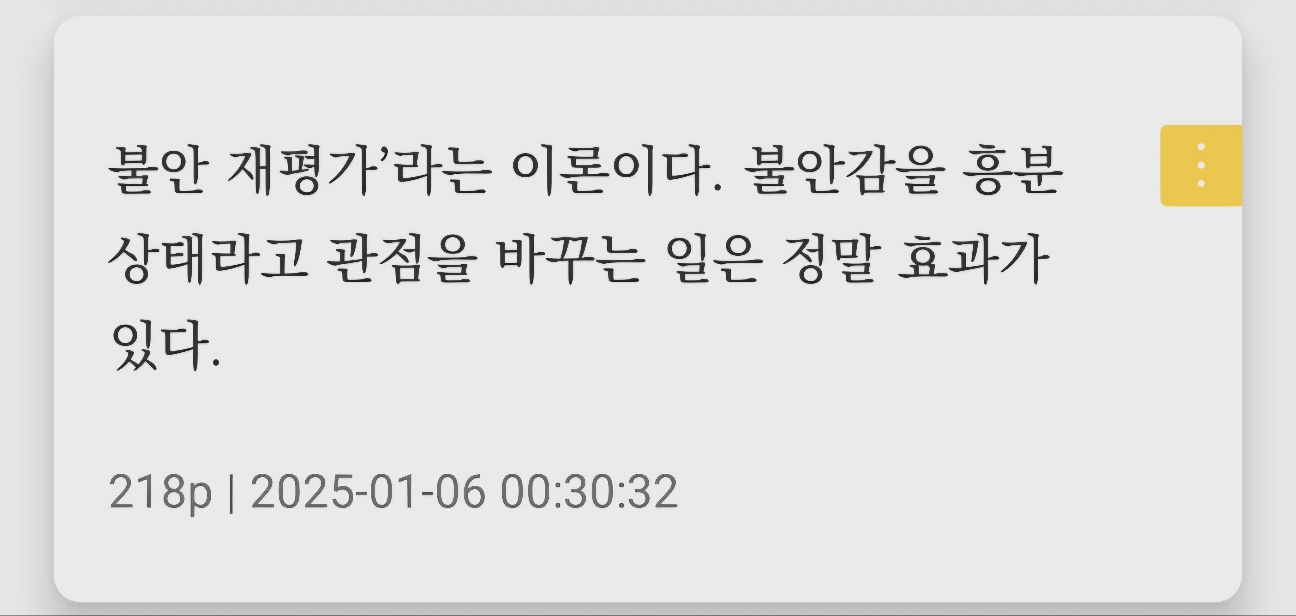 불안 재평가’라는 이론이다. 불안감을 흥분
상태라고 관점을 바꾸는 일은 정말 효과가
있다.
218p | 2025-01-06 00:30:32